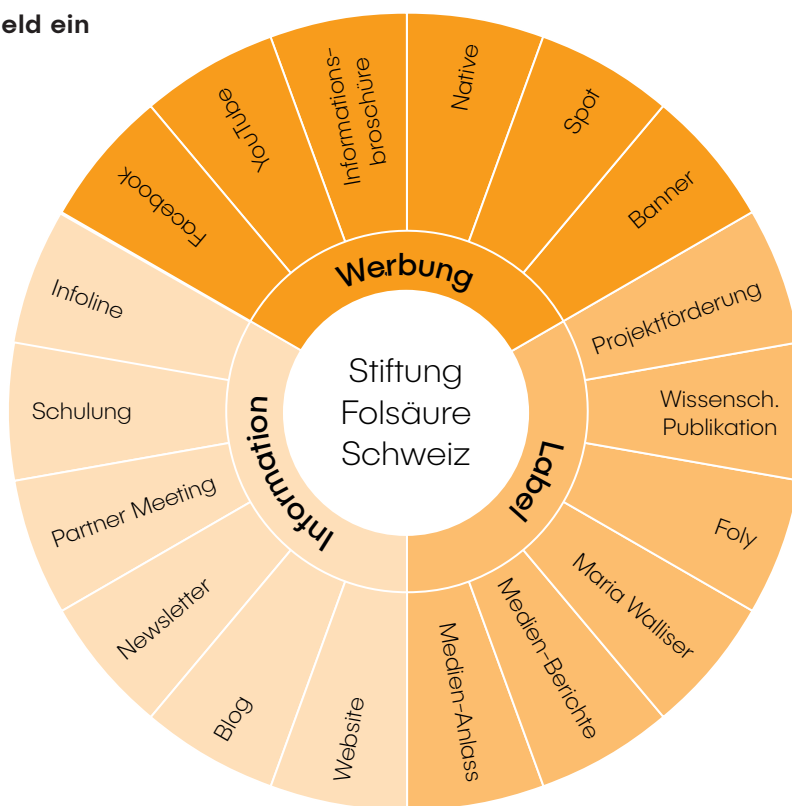 eld ein
Facebook
YouTube
Informations-
broschüre
Native
Spot
Banner
Werbung
Projektförderung
Wissensch.
Publikation
Foly
Maria Walliser
Medien-Berichte
Medien-Anlass
Label
Website
Blog
Newsletter
Partner Meeting
Schulung
Infoline
Information
Stiftung
Folsäure
Schweiz